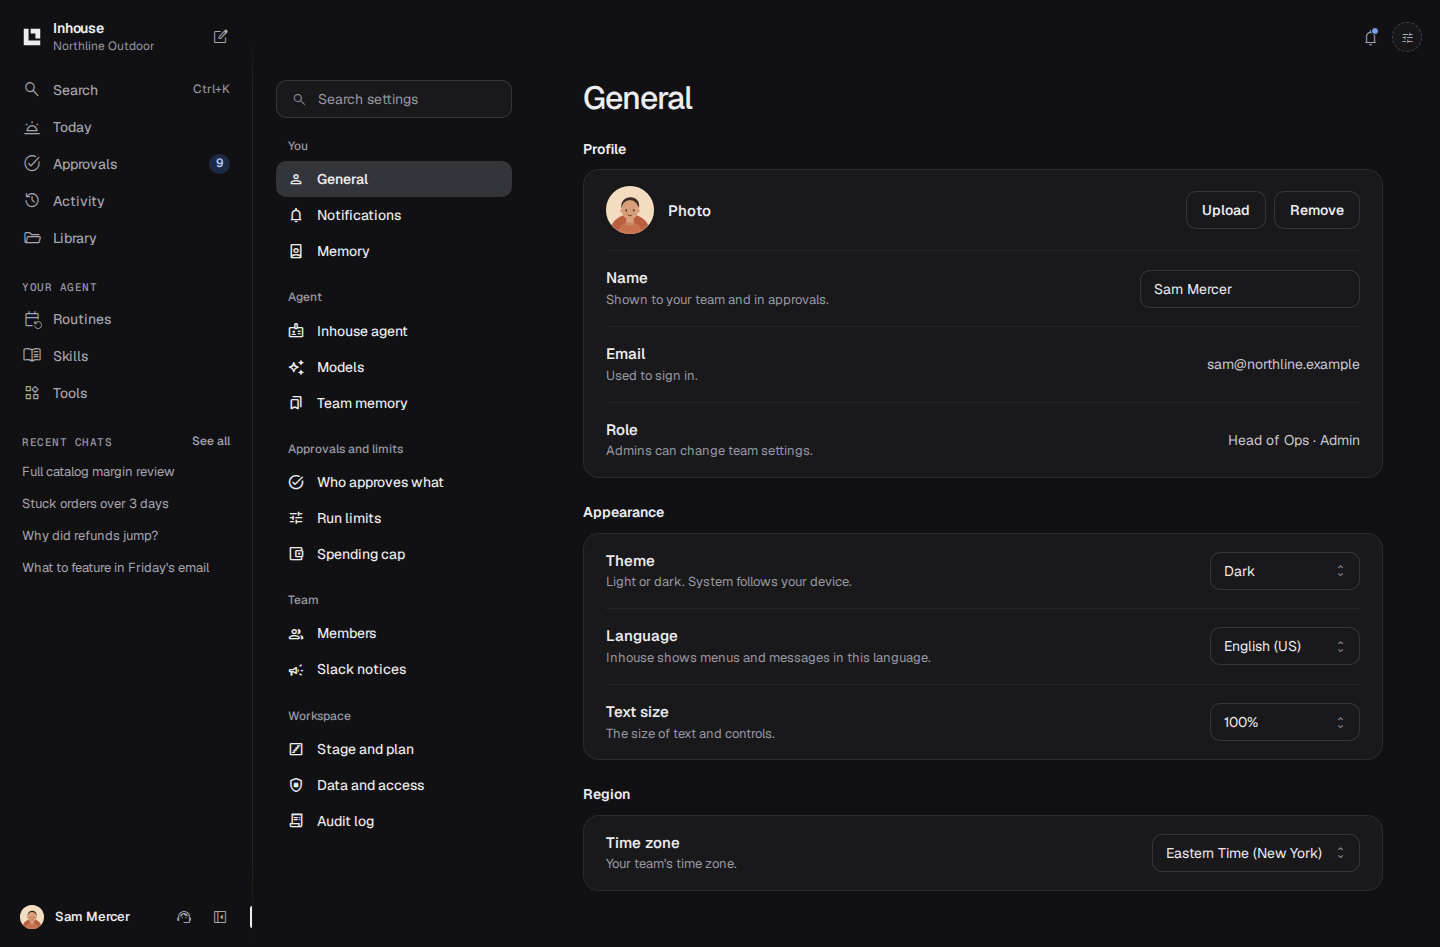 Inhouse
Northline Outdoor
Search
Ctrl+K
Today
Approvals
9
Activity
Library
YOUR AGENT
Routines
Skills
Tools
RECENT CHATS
See all
Full catalog margin review
Stuck orders over 3 days
Why did refunds jump?
What to feature in Friday's email
Sam Mercer
Search settings
You
General
Notifications
Memory
Agent
Inhouse agent
Models
Team memory
Approvals and limits
Who approves what
Run limits
Spending cap
Team
Members
Slack notices
Workspace
Stage and plan
Data and access
Audit log
General
Profile
Photo
Upload
Remove
Name
Shown to your team and in approvals.
Sam Mercer
Email
Used to sign in.
sam@northline.example
Role
Admins can change team settings.
Head of Ops · Admin
Appearance
Theme
Light or dark. System follows your device.
Dark
Language
Inhouse shows menus and messages in this language.
English (US)
Text size
The size of text and controls.
100%
Region
Time zone
Your team's time zone.
Eastern Time (New York)